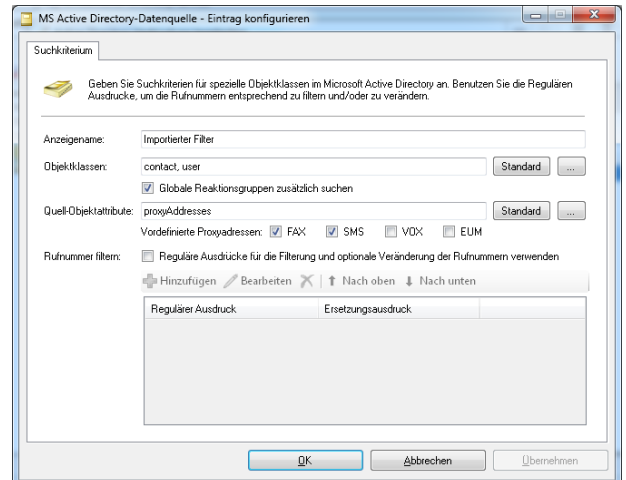 MS Active Directory-Datenquelle - Eintrag konfigurieren
Suchkriterium
Geben Sie Suchkriterien für spezielle Objektklassen im Microsoft Active Directory an. Benutzen Sie die Regulären
Ausdrucke, um die Rufnummern entsprechend zu filtern und/oder zu verändern.
Anzeigename: Importierter Filter
Objektklassen: contact, user Standard ...
Globale Reaktionsgruppen zusätzlich suchen
Quell-Objektattribute: proxyAddresses Standard ...
Vordefinierte Proxyadressen: FAX SMS VOX EUM
Rufnummer filtern: Reguläre Ausdrücke für die Filterung und optionale Veränderung der Rufnummern verwenden
Hinzufügen Bearbeiten Nach oben Nach unten
Regulärer Ausdruck Ersetzungsausdruck
OK Abbrechen Übernehmen